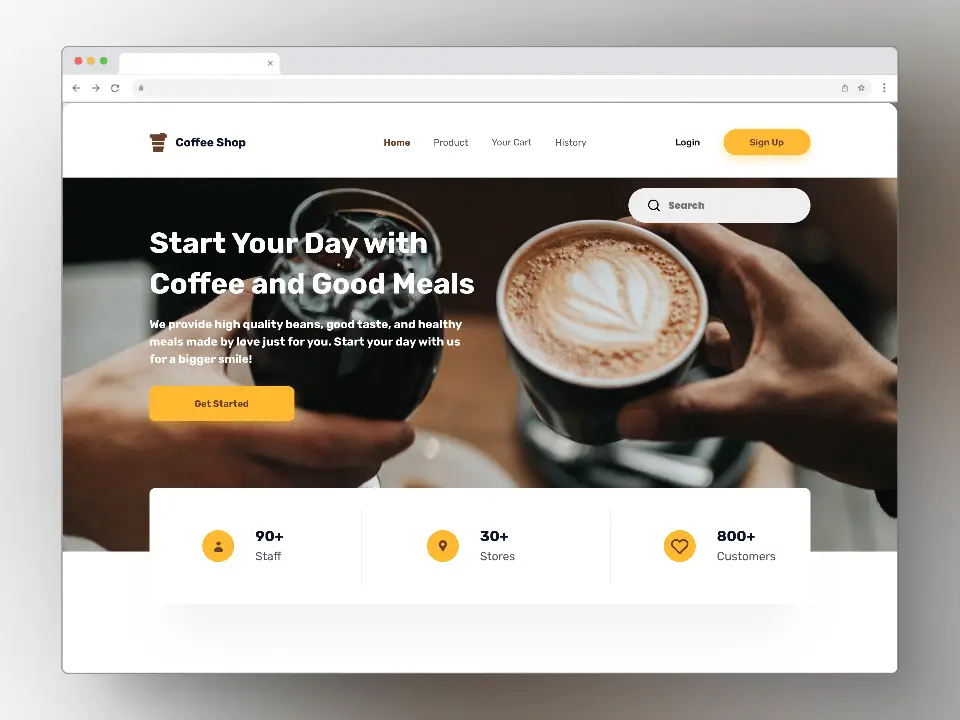 Coffee Shop
Home Product Your Cart History
Login
Sign Up
Search
Start Your Day with
Coffee and Good Meals
We provide high quality beans, good taste, and healthy
meals made by love just for you. Start your day with us
for a bigger smile!
Get Started
90+
Staff
30+
Stores
800+
Customers